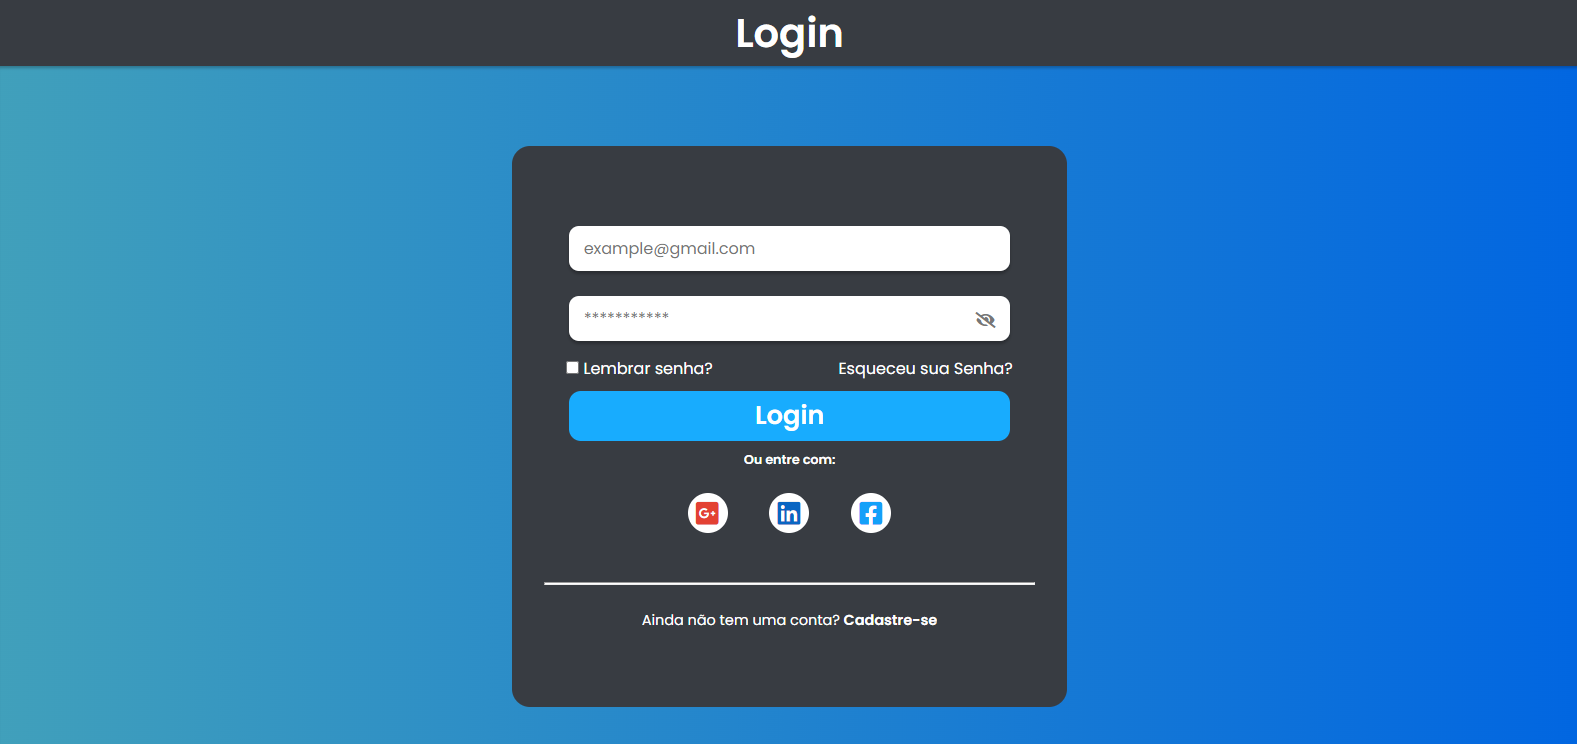 Login
example@gmail.com
***********
Lembrar senha? Esqueceu sua Senha?
Login
Ou entre com:
G+ in f
Ainda não tem uma conta? Cadastre-se